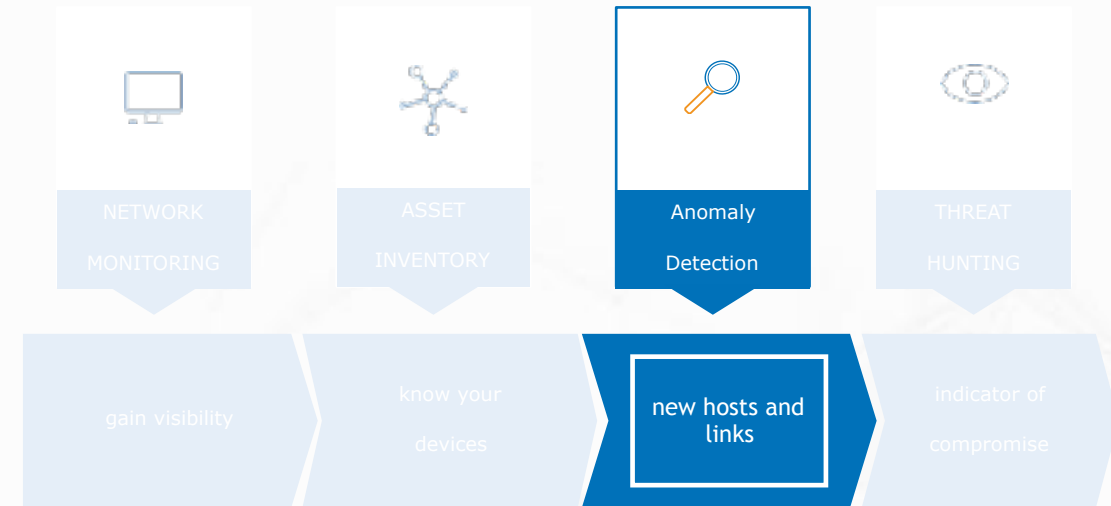 NETWORK
MONITORING
ASSET
INVENTORY
Anomaly
Detection
THREAT
HUNTING
gain visibility
know your
devices
new hosts and
links
indicator of
compromise